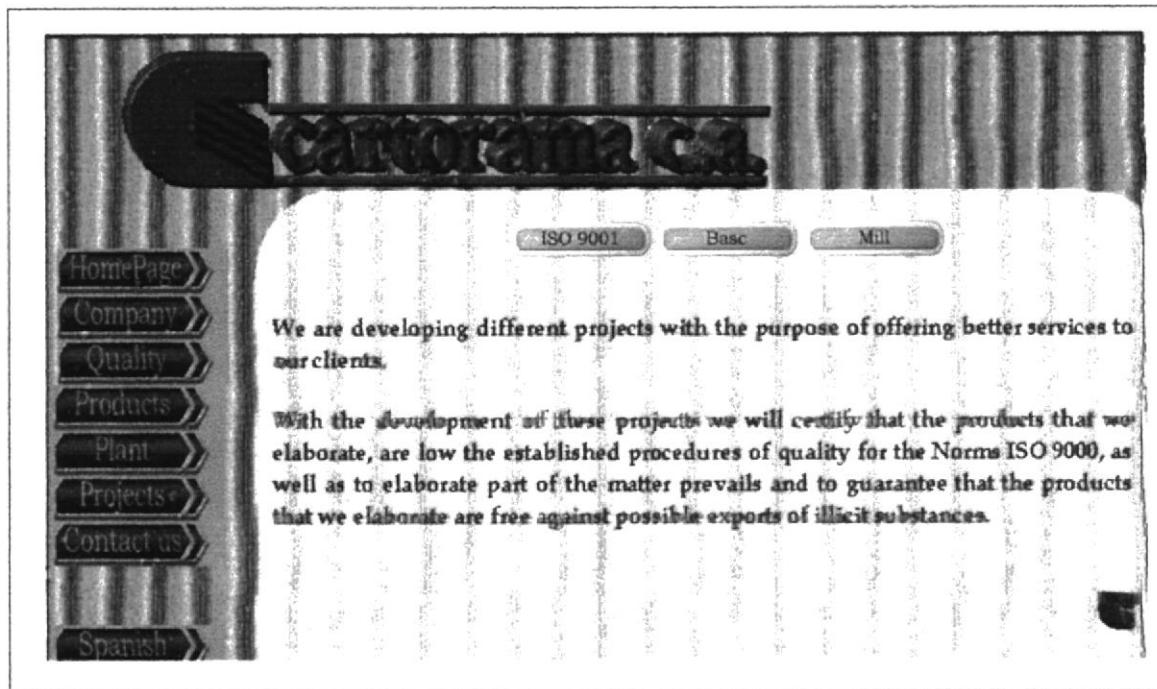 cartorama c.a.
ISO 9001 Basc Mill
HomePage
Company
Quality
Products
Plant
Projects
Contact us
Spanish
We are developing different projects with the purpose of offering better services to
our clients.
With the development of these projects we will certify that the products that we
elaborate, are low the established procedures of quality for the Norms ISO 9000, as
well as to elaborate part of the matter prevails and to guarantee that the products
that we elaborate are free against possible exports of illicit substances.